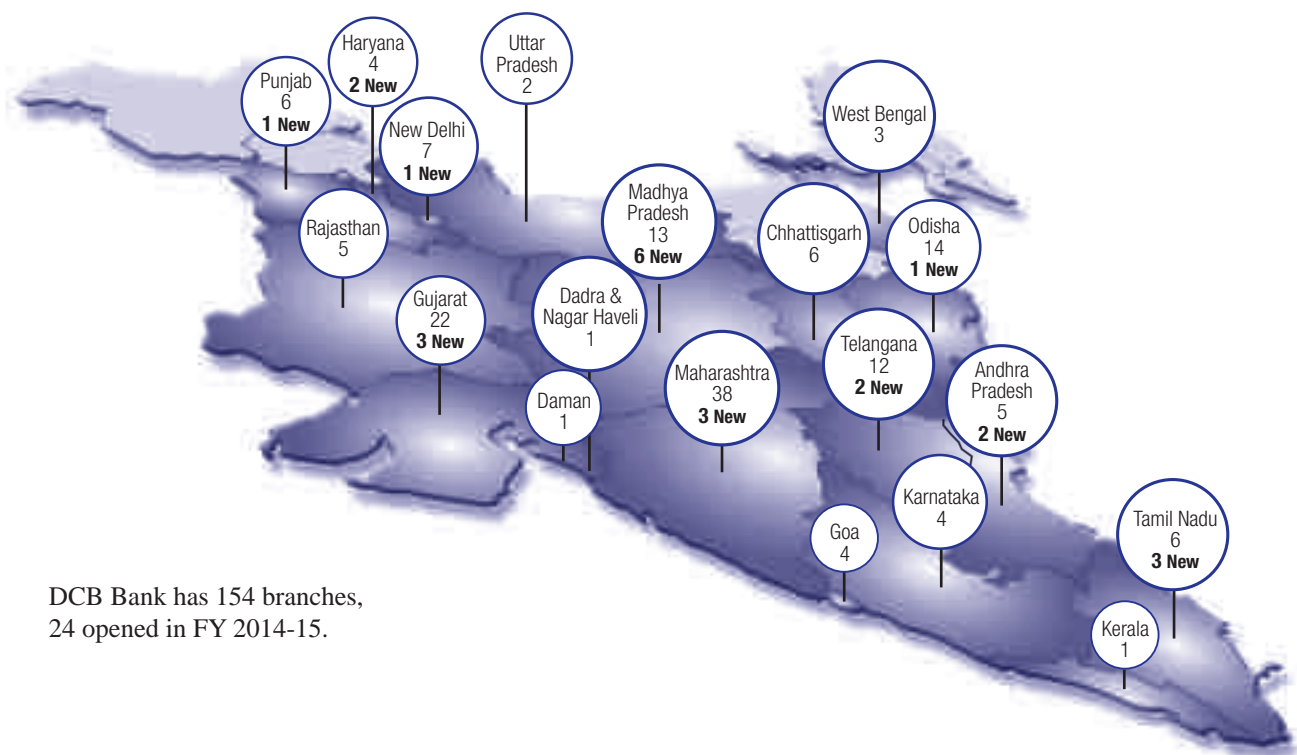 Haryana
4
2 New
Uttar
Pradesh
2
Punjab
6
1 New
New Delhi
7
1 New
West Bengal
3
Rajasthan
5
Madhya
Pradesh
13
6 New
Chhattisgarh
6
Odisha
14
1 New
Gujarat
22
3 New
Dadra &
Nagar Haveli
1
Telangana
12
2 New
Maharashtra
38
3 New
Andhra
Pradesh
5
2 New
Daman
1
Karnataka
4
Goa
4
Tamil Nadu
6
3 New
Kerala
1
DCB Bank has 154 branches,
24 opened in FY 2014-15.